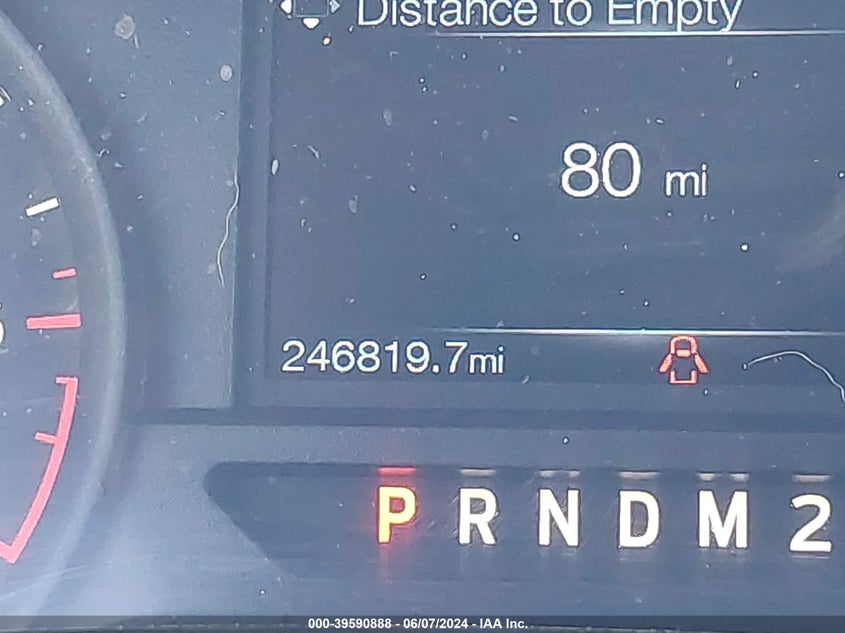 Distance to Empty
80 mi
246819.7mi
P R N D M 2
000-39590888 - 06/07/2024 - IAA Inc.